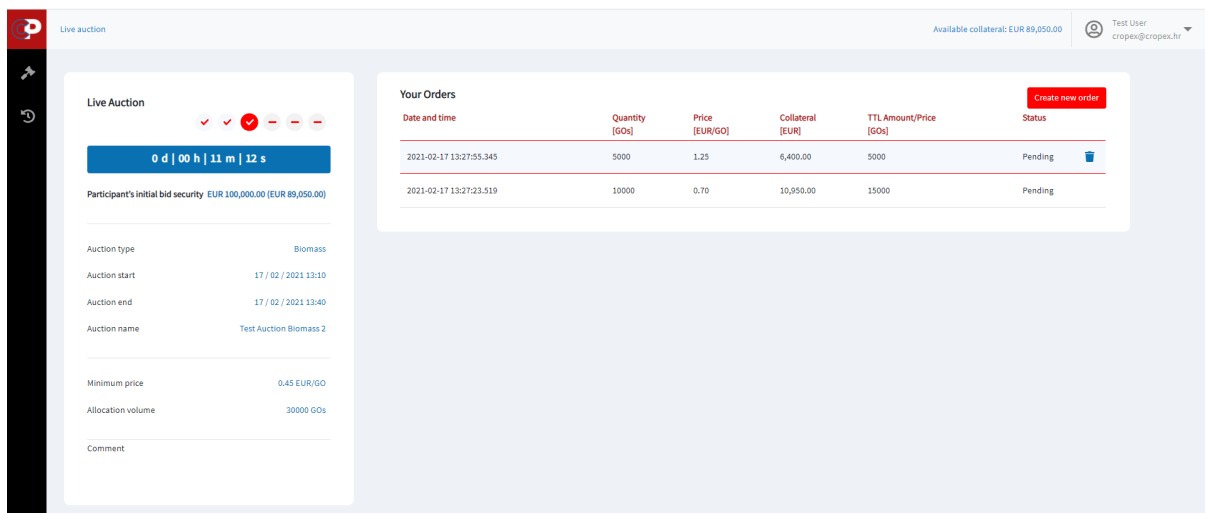 P
Live auction
Available collateral: EUR 89,050.00
Test User
cropex@cropex.hr
Live Auction
0 d | 00 h | 11 m | 12 s
Participant's initial bid security EUR 100,000.00 (EUR 89,050.00)
Auction type Biomass
Auction start 17 / 02 / 2021 13:10
Auction end 17 / 02 / 2021 13:40
Auction name Test Auction Biomass 2
Minimum price 0.45 EUR/GO
Allocation volume 30000 GOs
Comment
Your Orders
Create new order
Date and time Quantity [GOs] Price [EUR/GO] Collateral [EUR] TTL Amount/Price [GOs] Status
2021-02-17 13:27:55.345 5000 1.25 6,400.00 5000 Pending
2021-02-17 13:27:23.519 10000 0.70 10,950.00 15000 Pending